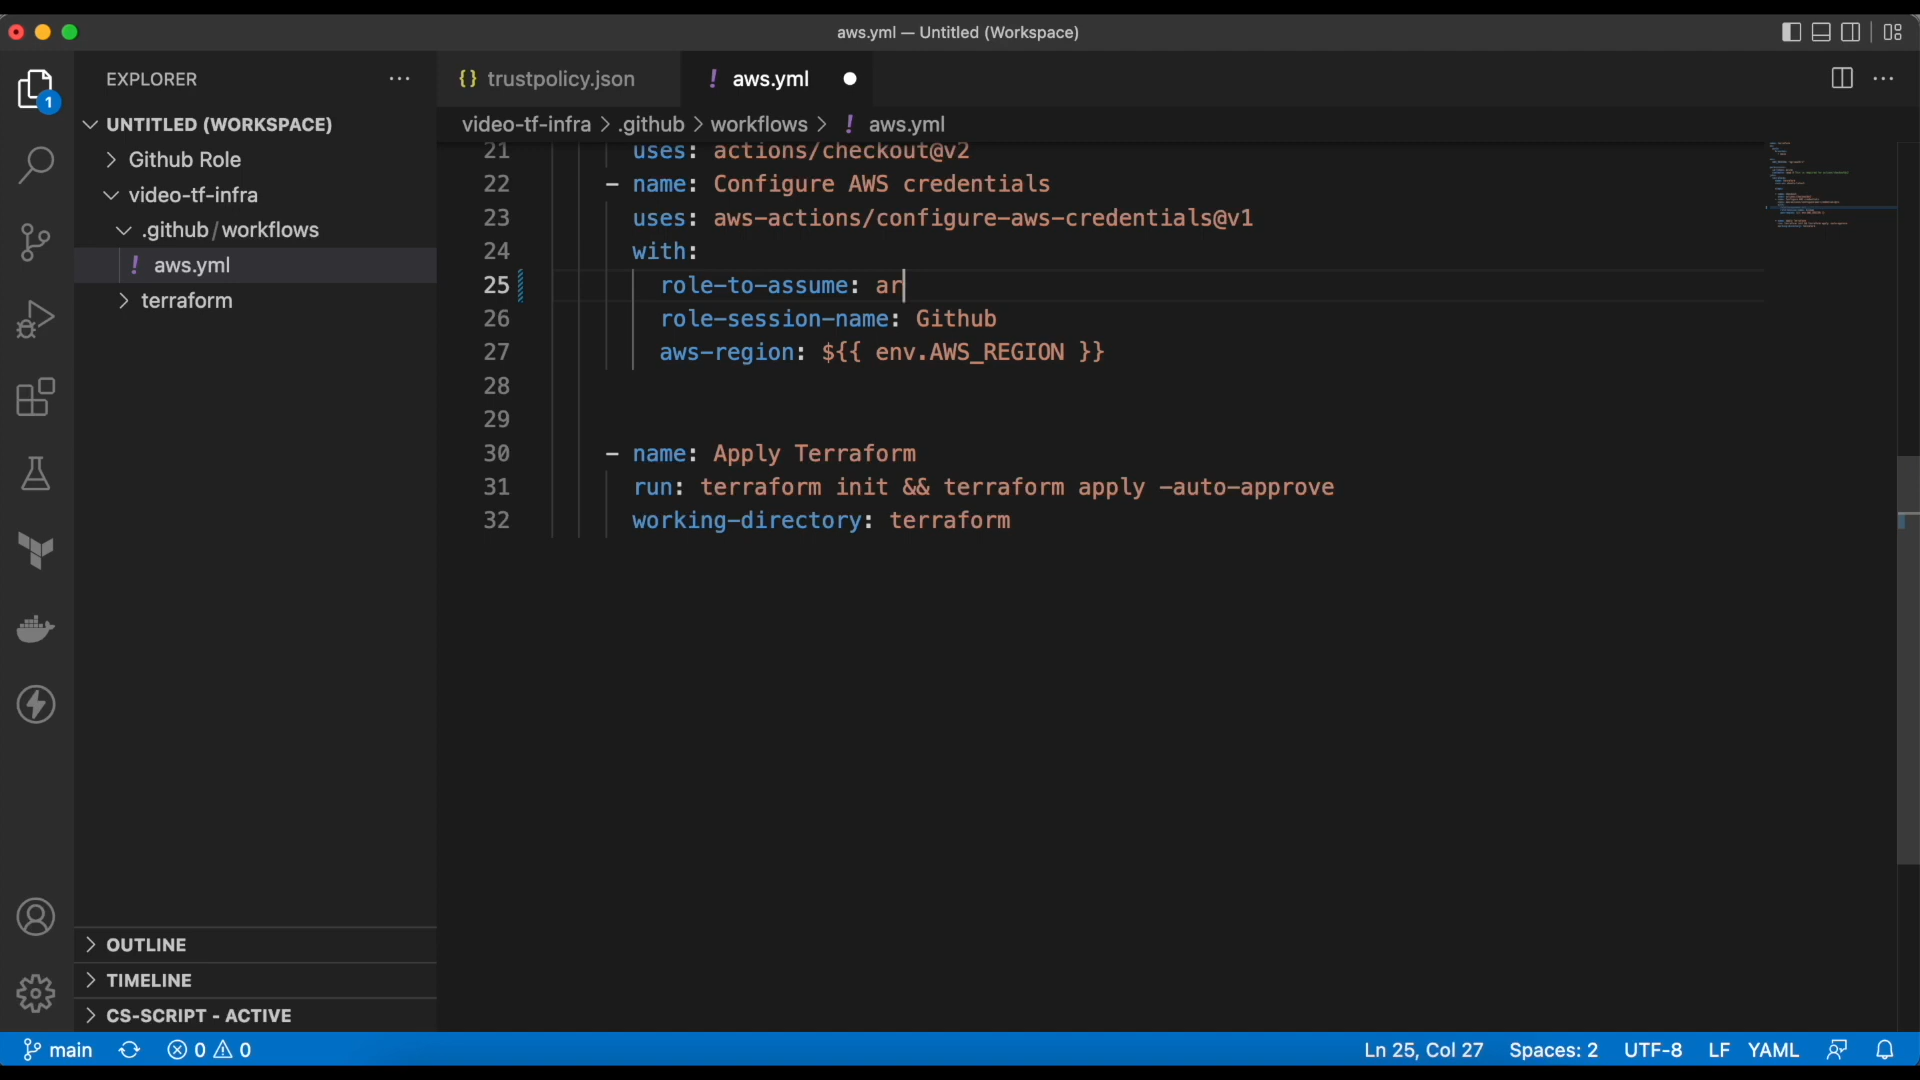 aws.yml — Untitled (Workspace)
EXPLORER
1
UNTITLED (WORKSPACE)
Github Role
video-tf-infra
.github/workflows
! aws.yml
terraform
OUTLINE
TIMELINE
CS-SCRIPT - ACTIVE
{} trustpolicy.json
! aws.yml
video-tf-infra > .github > workflows > ! aws.yml
21 uses: actions/checkout@v2
22 - name: Configure AWS credentials
23 uses: aws-actions/configure-aws-credentials@v1
24 with:
25 role-to-assume: ar
26 role-session-name: Github
27 aws-region: ${{ env.AWS_REGION }}
28
29
30 - name: Apply Terraform
31 run: terraform init && terraform apply -auto-approve
32 working-directory: terraform
main 0 0 Ln 25, Col 27 Spaces: 2 UTF-8 LF YAML